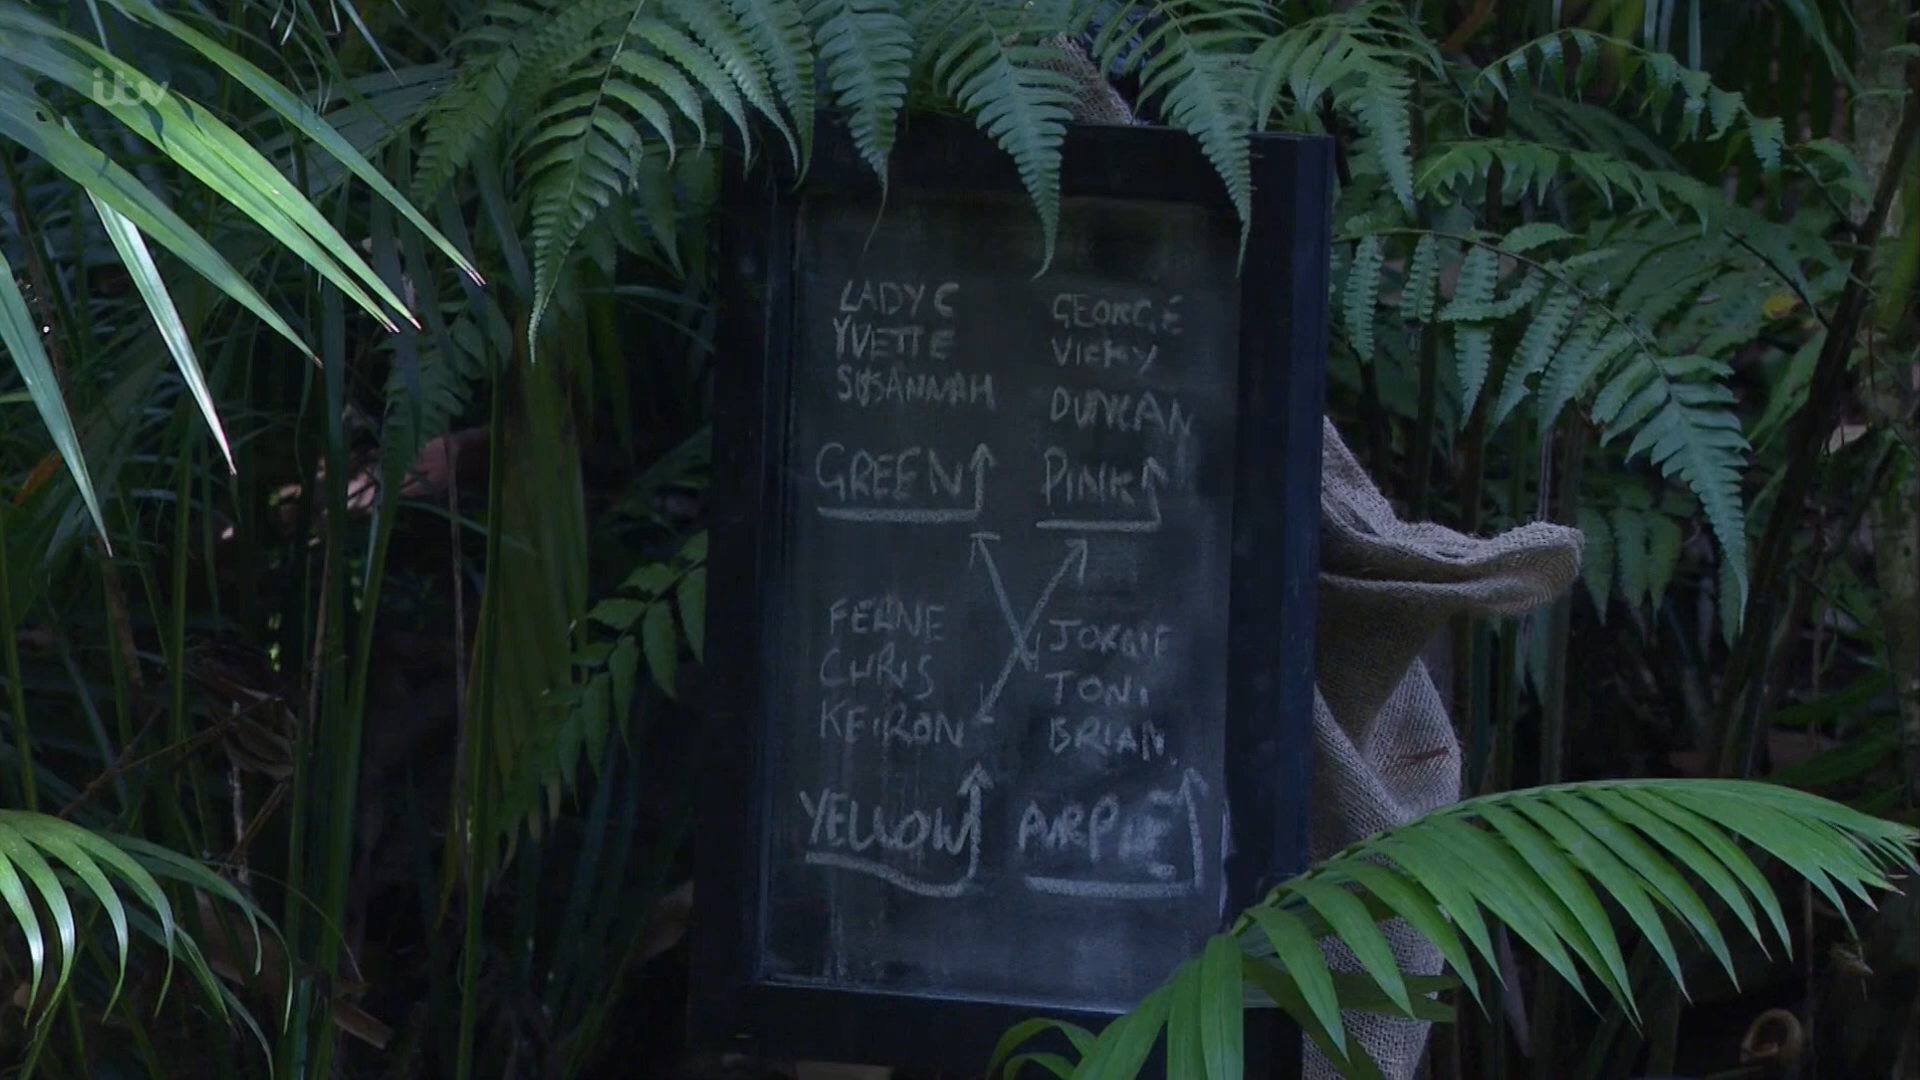 itv
LADY C
YVETTE
SUSANNAH
GREEN
GEORGE
VICKY
DUNCAN
PINK
FERNE
CHRIS
KEIRON
YELLOW
JORGIE
TONI
BRIAN.
PURPLE